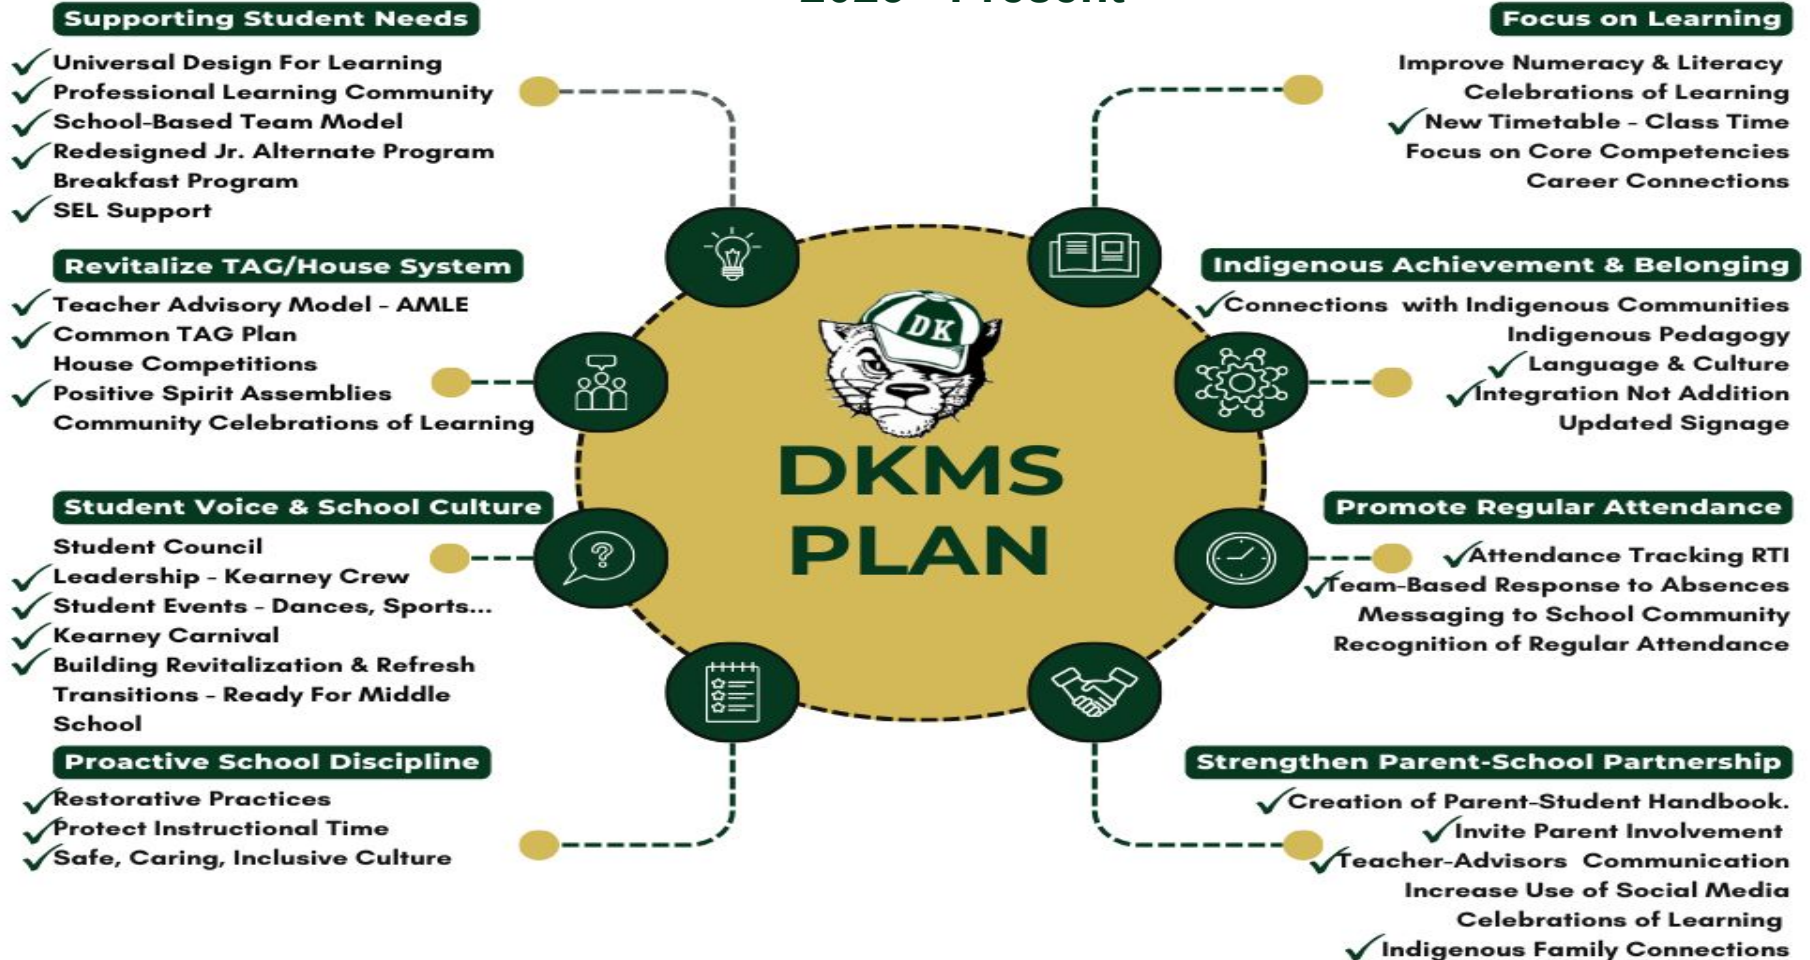 2020 - Present
Supporting Student Needs
Universal Design For Learning
Professional Learning Community
School-Based Team Model
Redesigned Jr. Alternate Program
Breakfast Program
SEL Support
Revitalize TAG/House System
Teacher Advisory Model - AMLE
Common TAG Plan
House Competitions
Positive Spirit Assemblies
Community Celebrations of Learning
Student Voice & School Culture
Student Council
Leadership - Kearney Crew
Student Events - Dances, Sports...
Kearney Carnival
Building Revitalization & Refresh
Transitions - Ready For Middle
School
Proactive School Discipline
Restorative Practices
Protect Instructional Time
Safe, Caring, Inclusive Culture
DK
DKMS
PLAN
Focus on Learning
Improve Numeracy & Literacy
Celebrations of Learning
New Timetable - Class Time
Focus on Core Competencies
Career Connections
Indigenous Achievement & Belonging
Connections with Indigenous Communities
Indigenous Pedagogy
Language & Culture
Integration Not Addition
Updated Signage
Promote Regular Attendance
Attendance Tracking RTI
Team-Based Response to Absences
Messaging to School Community
Recognition of Regular Attendance
Strengthen Parent-School Partnership
Creation of Parent-Student Handbook.
Invite Parent Involvement
Teacher-Advisors Communication
Increase Use of Social Media
Celebrations of Learning
Indigenous Family Connections